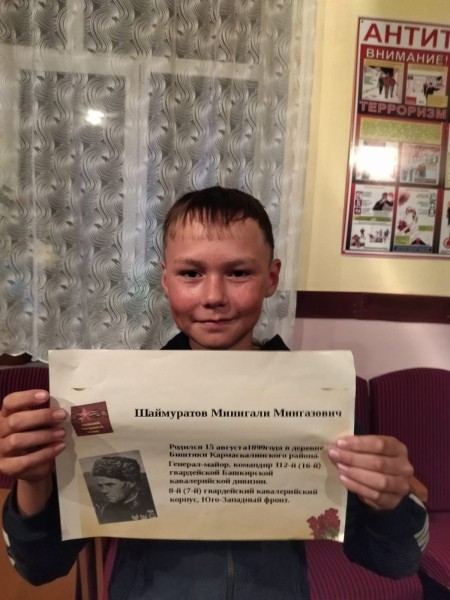 АНТИТ
ВНИМАНИЕ!
ТЕРРОРИЗМ
Шаймуратов Минигали Мингазович
Родился 15 августа1899года в деревне
Биштяки Кармаскалинского района.
Генерал-майор, командир 112-й (16-й)
гвардейской Башкирской
кавалерийской дивизии.
8-й (7-й) гвардейский кавалерийский
корпус, Юго-Западный фронт.